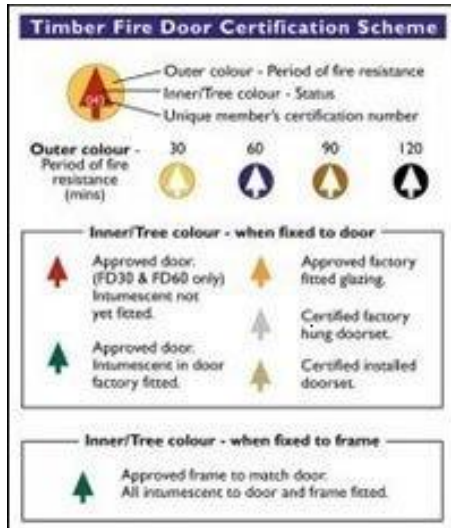 Timber Fire Door Certification Scheme
Outer colour - Period of fire resistance
Inner/Tree colour - Status
Unique member's certification number
043
Outer colour - 30 60 90 120
Period of fire
resistance
(mins)
Inner/Tree colour - when fixed to door
Approved door.
(FD30 & FD60 only)
Intumescent not
yet fitted.
Approved door.
Intumescent in door
factory fitted.
Approved factory
fitted glazing.
Certified factory
hung doorset.
Certified installed
doorset.
Inner/Tree colour - when fixed to frame
Approved frame to match door.
All intumescent to door and frame fitted.